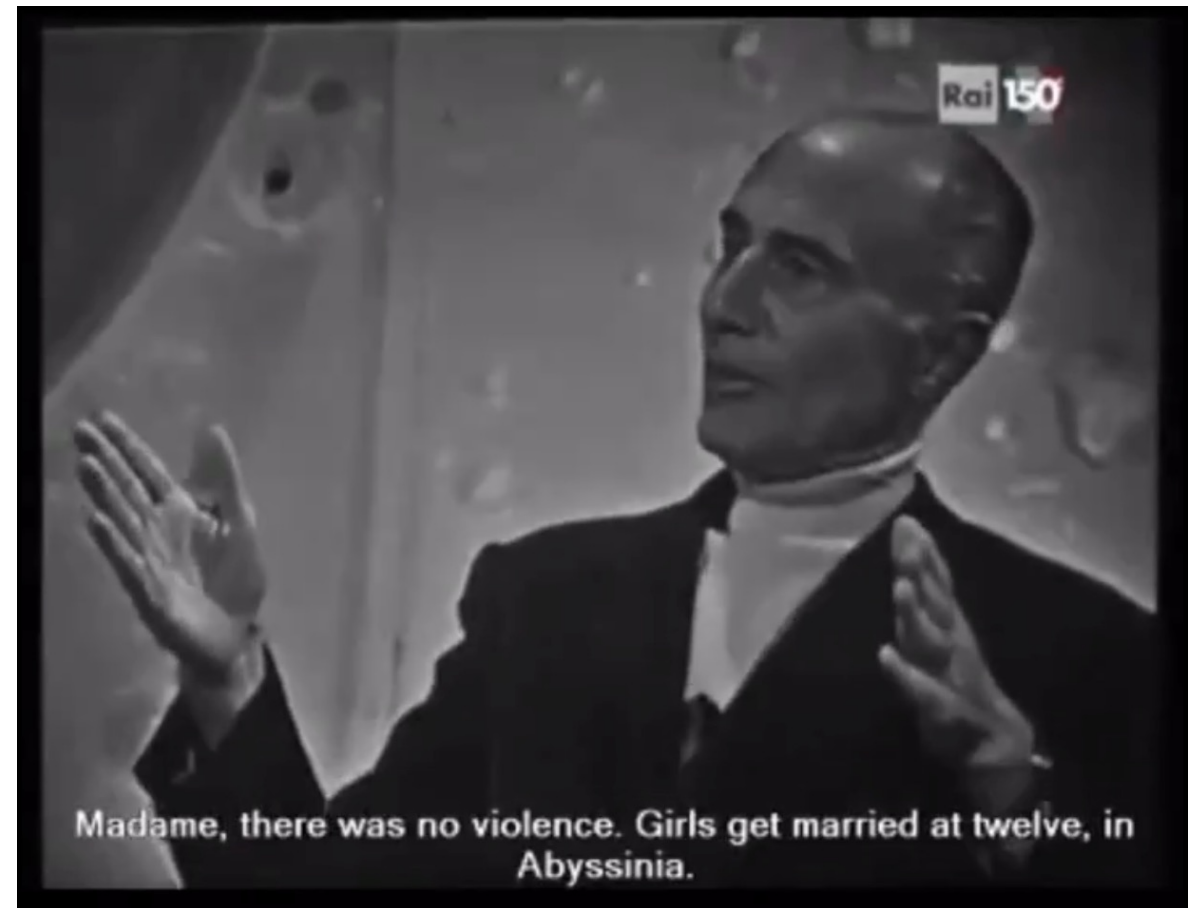 Rai 150°
Madame, there was no violence. Girls get married at twelve, in
Abyssinia.